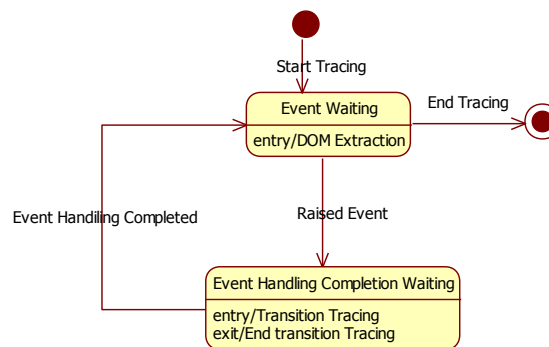 Start Tracing
Event Waiting
End Tracing
entry/DOM Extraction
Event Handiling Completed
Raised Event
Event Handling Completion Waiting
entry/Transition Tracing
exit/End transition Tracing